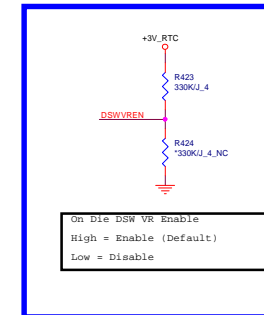 +3V_RTC
R423
330K/J_4
DSWVREN
R424
*330K/J_4_NC
On Die DSW VR Enable
High = Enable (Default)
Low = Disable